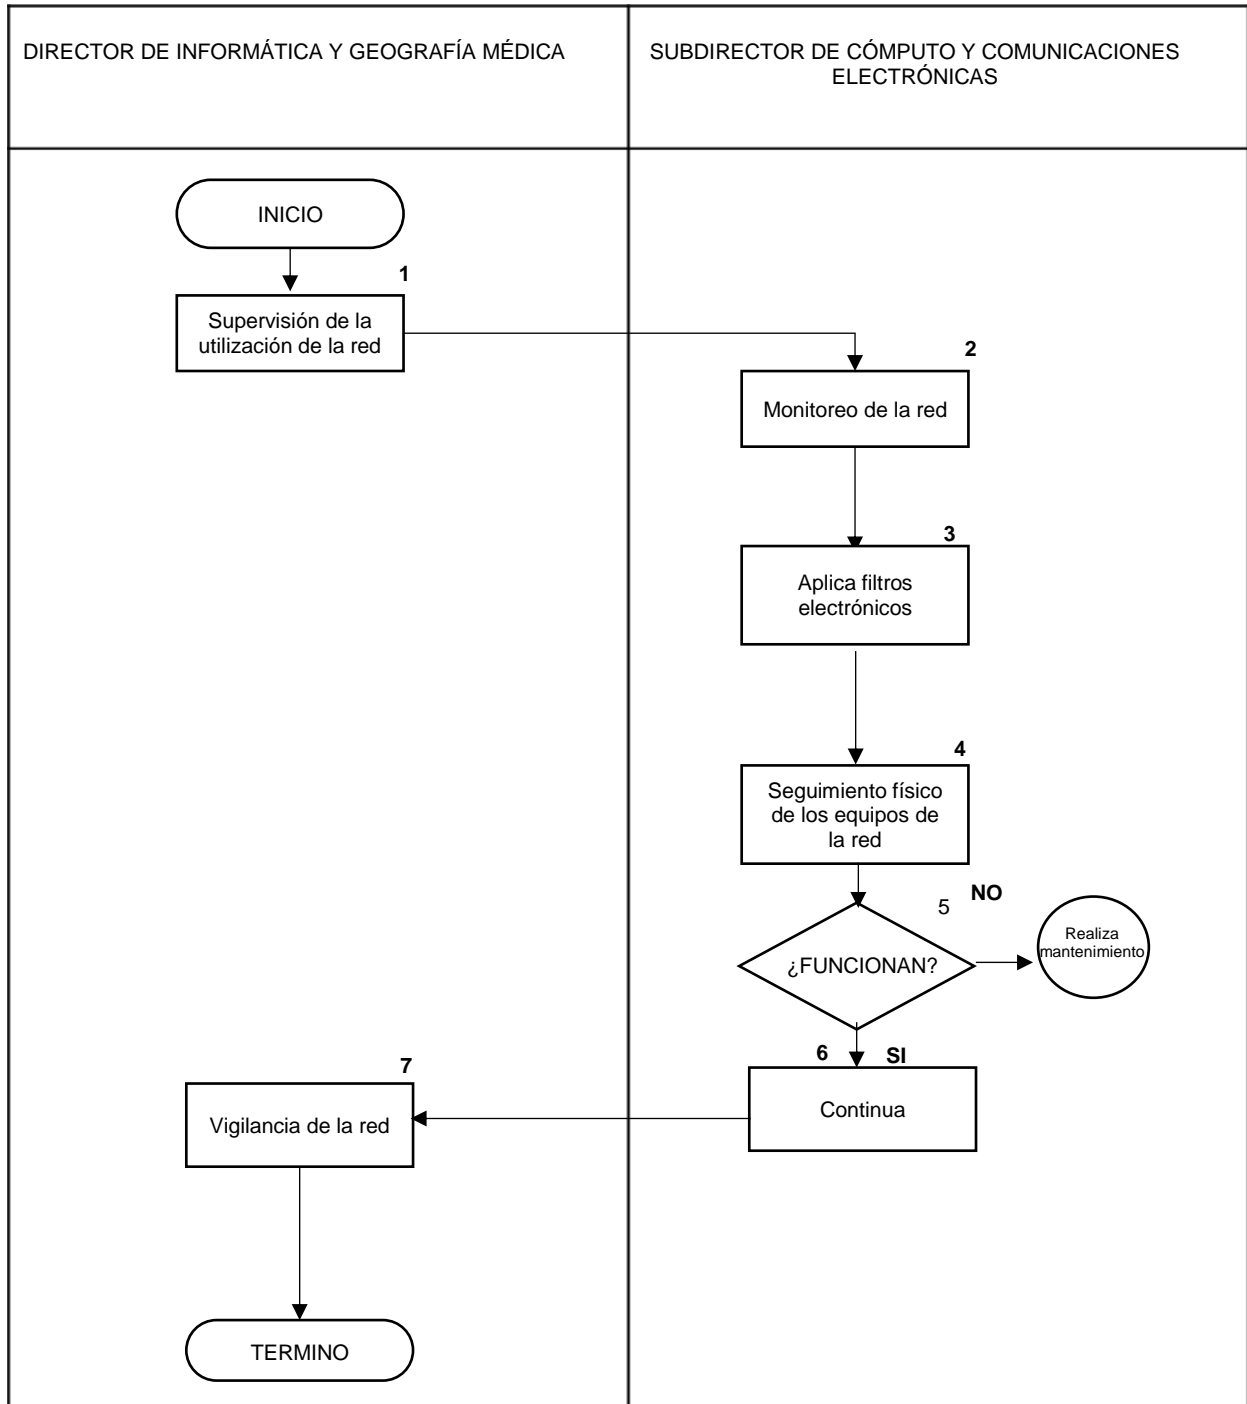 DIRECTOR DE INFORMÁTICA Y GEOGRAFÍA MÉDICA
SUBDIRECTOR DE CÓMPUTO Y COMUNICACIONES
ELECTRÓNICAS
INICIO
1
Supervisión de la
utilización de la red
2
Monitoreo de la red
3
Aplica filtros
electrónicos
4
Seguimiento físico
de los equipos de
la red
5
NO
¿FUNCIONAN?
Realiza
mantenimiento
6
SI
Continua
7
Vigilancia de la red
TERMINO